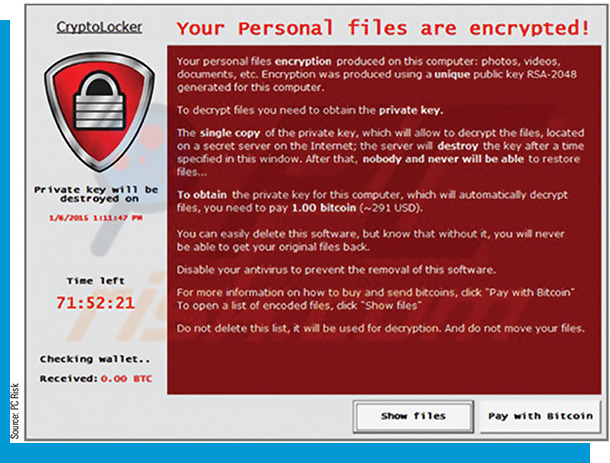 CryptoLocker
Your Personal files are encrypted!
Private key will be
destroyed on
1/6/2015 1:11:47 PM
Time left
71:52:21
Checking wallet..
Received: 0.00 BTC
Your personal files encryption produced on this computer: photos, videos,
documents, etc. Encryption was produced using a unique public key RSA-2048
generated for this computer.
To decrypt files you need to obtain the private key.
The single copy of the private key, which will allow to decrypt the files, located
on a secret server on the Internet; the server will destroy the key after a time
specified in this window. After that, nobody and never will be able to restore
files...
To obtain the private key for this computer, which will automatically decrypt
files, you need to pay 1.00 bitcoin (~291 USD).
You can easily delete this software, but know that without it, you will never
be able to get your original files back.
Disable your antivirus to prevent the removal of this software.
For more information on how to buy and send bitcoins, click "Pay with Bitcoin"
To open a list of encoded files, click "Show files"
Do not delete this list, it will be used for decryption. And do not move your files.
Show files
Pay with Bitcoin
Source: PC Risk